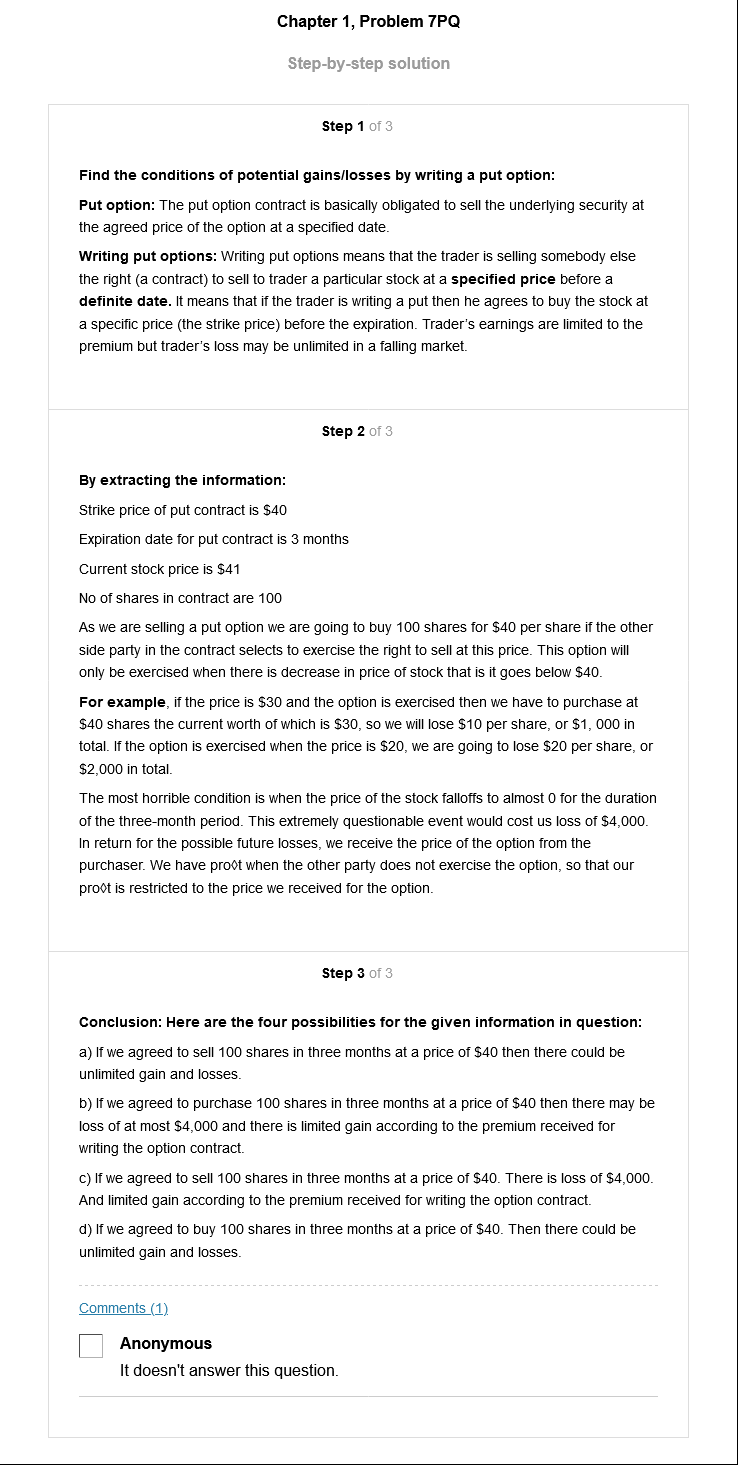 Chapter 1, Problem 7PQ
Step-by-step solution
Step 1 of 3
Find the conditions of potential gains/losses by writing a put option:
Put option: The put option contract is basically obligated to sell the underlying security at
the agreed price of the option at a specified date.
Writing put options: Writing put options means that the trader is selling somebody else
the right (a contract) to sell to trader a particular stock at a specified price before a
definite date. It means that if the trader is writing a put then he agrees to buy the stock at
a specific price (the strike price) before the expiration. Trader’s earnings are limited to the
premium but trader’s loss may be unlimited in a falling market.
Step 2 of 3
By extracting the information:
Strike price of put contract is $40
Expiration date for put contract is 3 months
Current stock price is $41
No of shares in contract are 100
As we are selling a put option we are going to buy 100 shares for $40 per share if the other
side party in the contract selects to exercise the right to sell at this price. This option will
only be exercised when there is decrease in price of stock that is it goes below $40.
For example, if the price is $30 and the option is exercised then we have to purchase at
$40 shares the current worth of which is $30, so we will lose $10 per share, or $1, 000 in
total. If the option is exercised when the price is $20, we are going to lose $20 per share, or
$2,000 in total.
The most horrible condition is when the price of the stock falloffs to almost 0 for the duration
of the three-month period. This extremely questionable event would cost us loss of $4,000.
In return for the possible future losses, we receive the price of the option from the
purchaser. We have pro◊t when the other party does not exercise the option, so that our
pro◊t is restricted to the price we received for the option.
Step 3 of 3
Conclusion: Here are the four possibilities for the given information in question:
a) If we agreed to sell 100 shares in three months at a price of $40 then there could be
unlimited gain and losses.
b) If we agreed to purchase 100 shares in three months at a price of $40 then there may be
loss of at most $4,000 and there is limited gain according to the premium received for
writing the option contract.
c) If we agreed to sell 100 shares in three months at a price of $40. There is loss of $4,000.
And limited gain according to the premium received for writing the option contract.
d) If we agreed to buy 100 shares in three months at a price of $40. Then there could be
unlimited gain and losses.
Comments (1)
Anonymous
It doesn't answer this question.